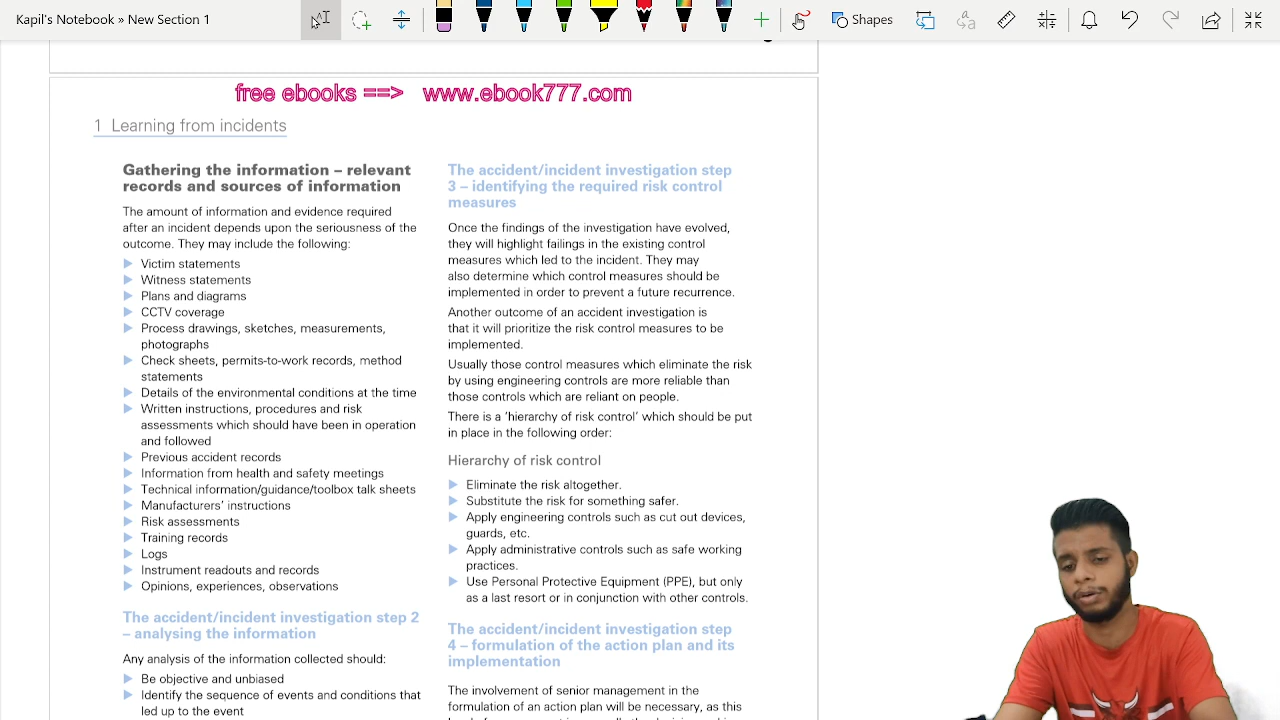 Kapil's Notebook » New Section 1
Shapes
free ebooks ==> www.ebook777.com
1 Learning from incidents
Gathering the information – relevant
records and sources of information
The amount of information and evidence required
after an incident depends upon the seriousness of the
outcome. They may include the following:
Victim statements
Witness statements
Plans and diagrams
CCTV coverage
Process drawings, sketches, measurements,
photographs
Check sheets, permits-to-work records, method
statements
Details of the environmental conditions at the time
Written instructions, procedures and risk
assessments which should have been in operation
and followed
Previous accident records
Information from health and safety meetings
Technical information/guidance/toolbox talk sheets
Manufacturers' instructions
Risk assessments
Training records
Logs
Instrument readouts and records
Opinions, experiences, observations
The accident/incident investigation step 2
– analysing the information
Any analysis of the information collected should:
Be objective and unbiased
Identify the sequence of events and conditions that
led up to the event
The accident/incident investigation step
3 – identifying the required risk control
measures
Once the findings of the investigation have evolved,
they will highlight failings in the existing control
measures which led to the incident. They may
also determine which control measures should be
implemented in order to prevent a future recurrence.
Another outcome of an accident investigation is
that it will prioritize the risk control measures to be
implemented.
Usually those control measures which eliminate the risk
by using engineering controls are more reliable than
those controls which are reliant on people.
There is a 'hierarchy of risk control' which should be put
in place in the following order:
Hierarchy of risk control
Eliminate the risk altogether.
Substitute the risk for something safer.
Apply engineering controls such as cut out devices,
guards, etc.
Apply administrative controls such as safe working
practices.
Use Personal Protective Equipment (PPE), but only
as a last resort or in conjunction with other controls.
The accident/incident investigation step
4 – formulation of the action plan and its
implementation
The involvement of senior management in the
formulation of an action plan will be necessary, as this